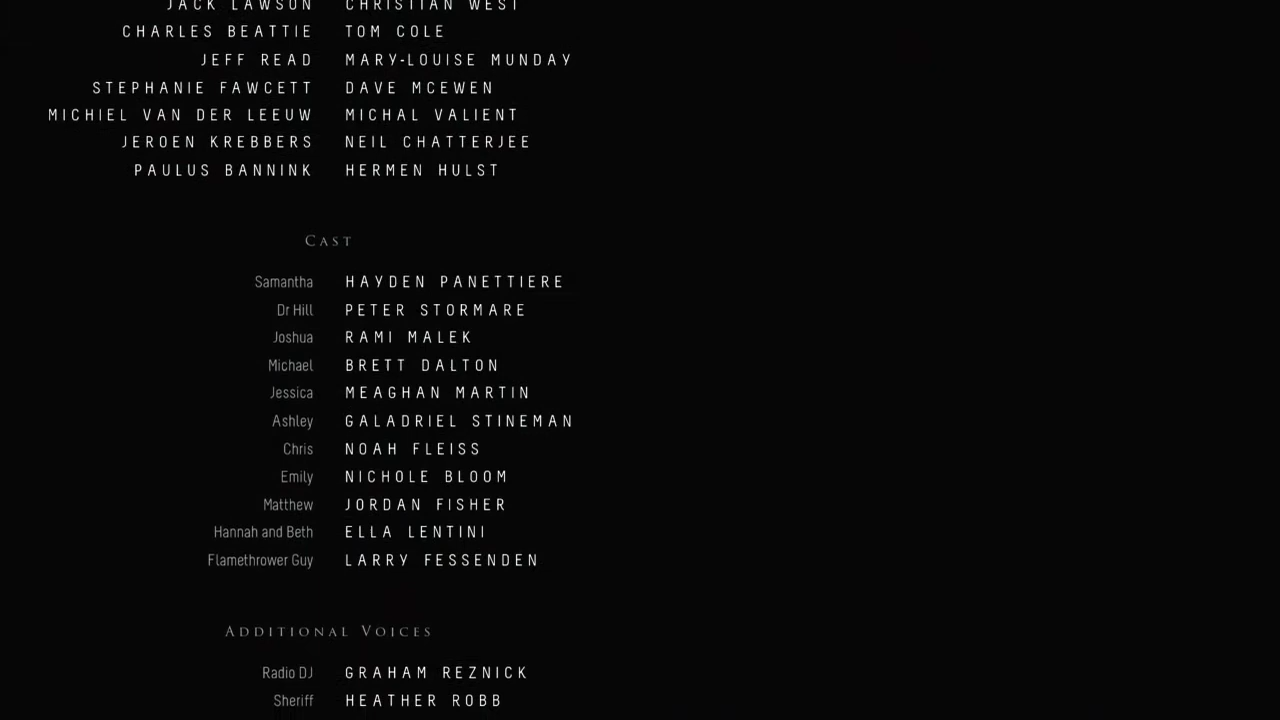 JACK LAWSON CHRISTIAN WEST
CHARLES BEATTIE TOM COLE
JEFF READ MARY-LOUISE MUNDAY
STEPHANIE FAWCETT DAVE MCEWEN
MICHIEL VAN DER LEEUW MICHAL VALIENT
JEROEN KREBBERS NEIL CHATTERJEE
PAULUS BANNINK HERMEN HULST
CAST
Samantha HAYDEN PANETTIERE
Dr Hill PETER STORMARE
Joshua RAMI MALEK
Michael BRETT DALTON
Jessica MEAGHAN MARTIN
Ashley GALADRIEL STINEMAN
Chris NOAH FLEISS
Emily NICHOLE BLOOM
Matthew JORDAN FISHER
Hannah and Beth ELLA LENTINI
Flamethrower Guy LARRY FESSENDEN
ADDITIONAL VOICES
Radio DJ GRAHAM REZNICK
Sheriff HEATHER ROBB